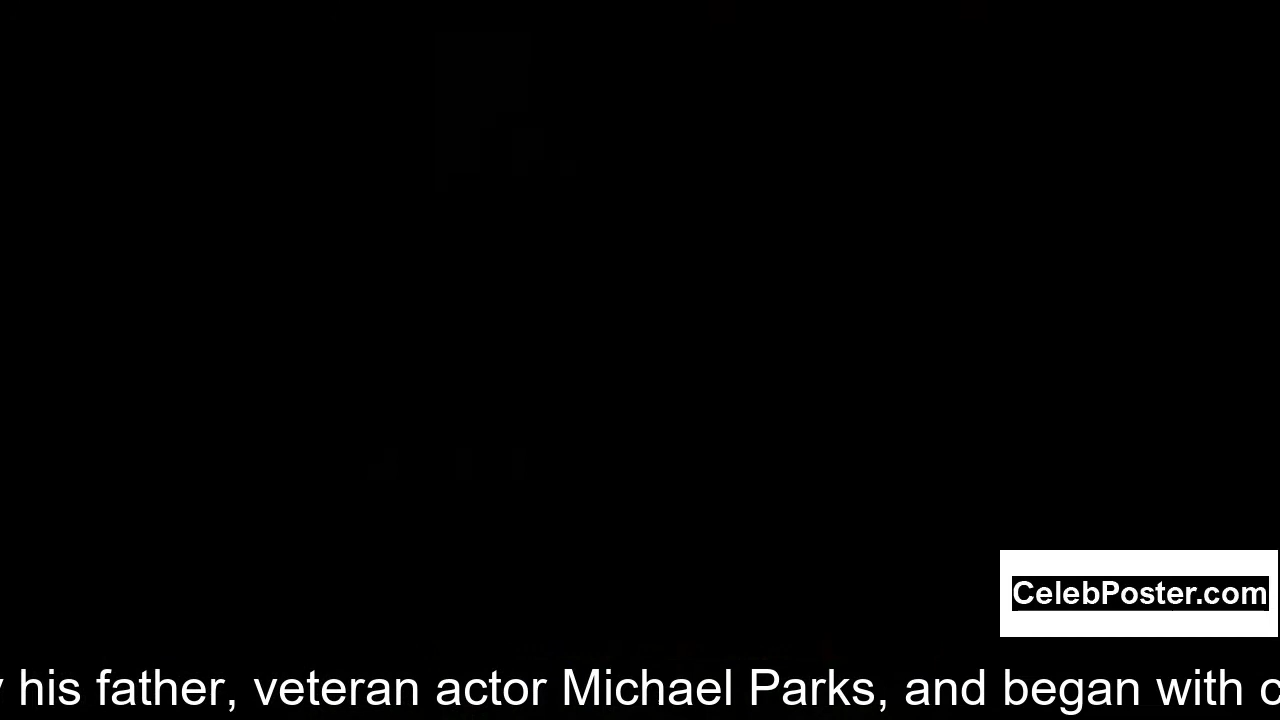 CelebPoster.com
his father, veteran actor Michael Parks, and began with